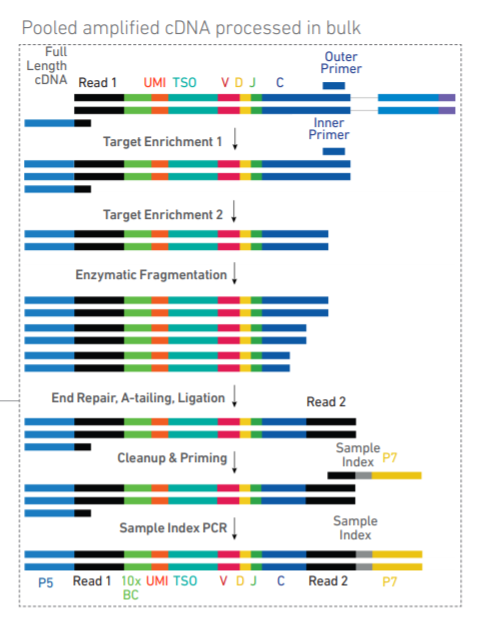 Pooled amplified cDNA processed in bulk
Full
Length
cDNA
Read 1 UMI TSO V D J C
Outer
Primer
Inner
Primer
Target Enrichment 1
Target Enrichment 2
Enzymatic Fragmentation
End Repair, A-tailing, Ligation
Read 2
Cleanup & Priming
Sample
Index P7
Sample Index PCR
Sample
Index
P5 Read 1 10x UMI TSO V D J C Read 2 P7
BC